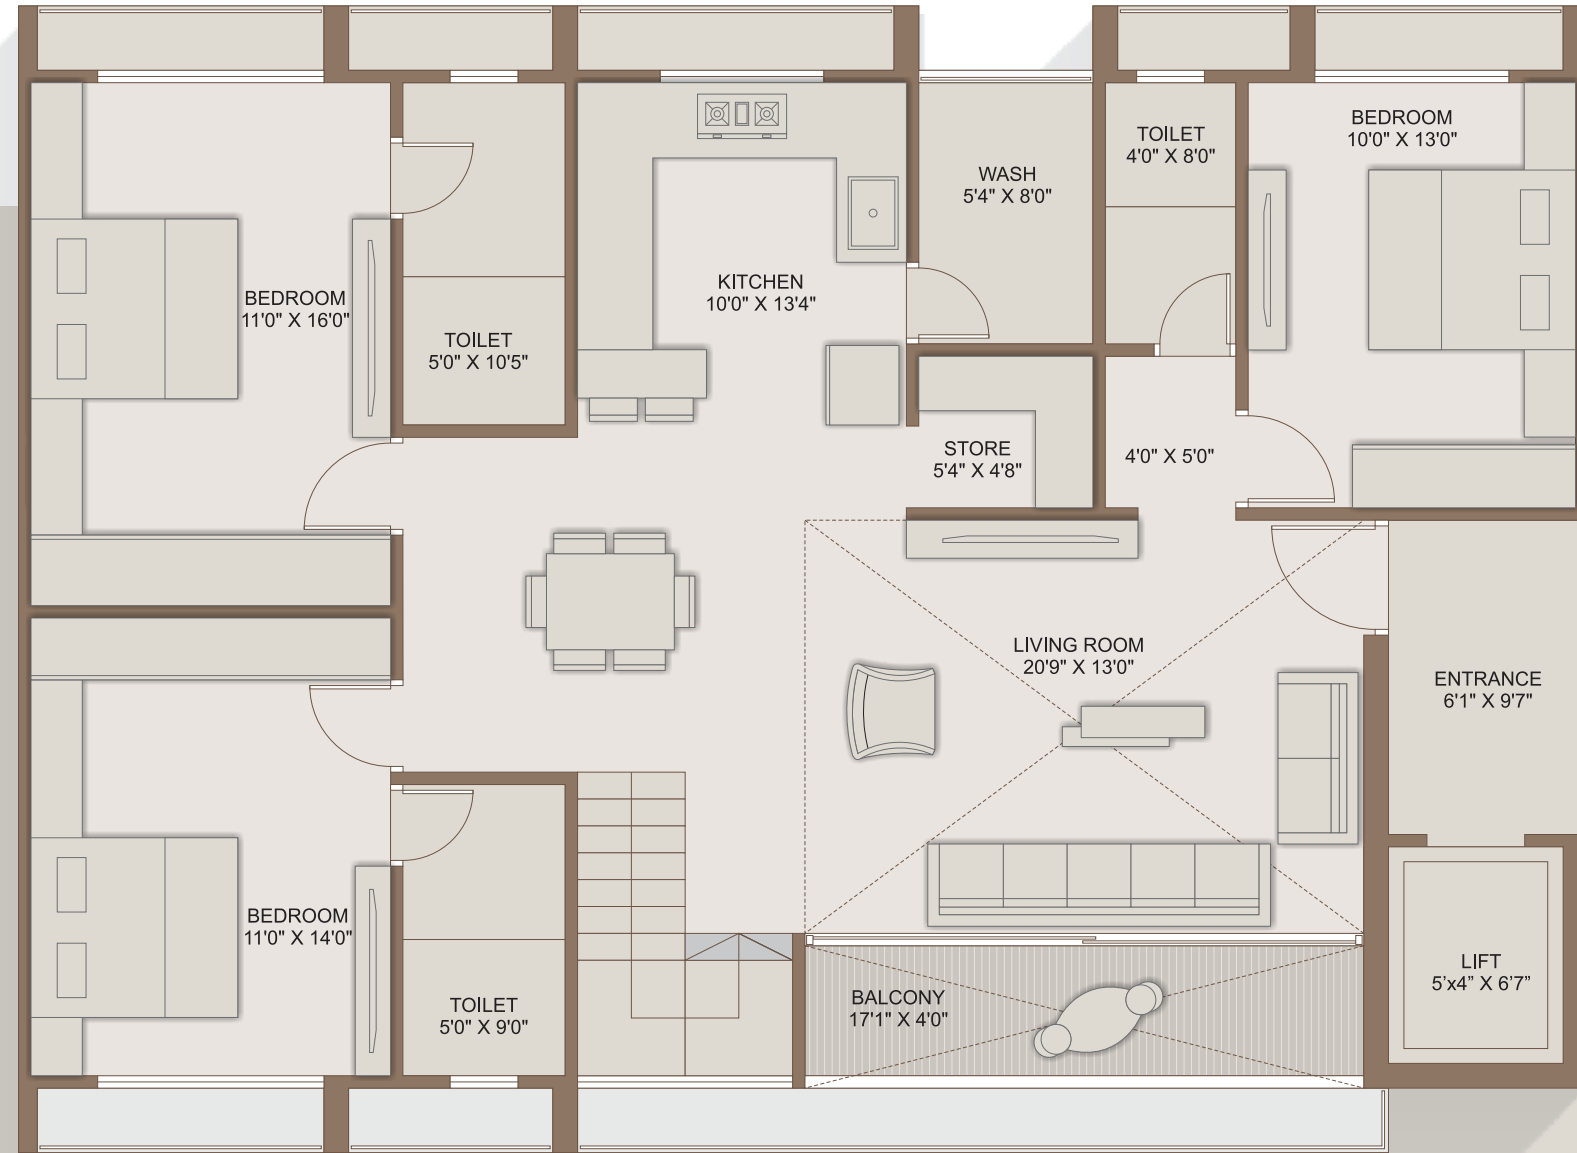 BEDROOM
10'0" X 13'0"
TOILET
4'0" X 8'0"
WASH
5'4" X 8'0"
KITCHEN
10'0" X 13'4"
BEDROOM
11'0" X 16'0"
TOILET
5'0" X 10'5"
STORE
5'4" X 4'8"
4'0" X 5'0"
LIVING ROOM
20'9" X 13'0"
ENTRANCE
6'1" X 9'7"
BEDROOM
11'0" X 14'0"
TOILET
5'0" X 9'0"
BALCONY
17'1" X 4'0"
LIFT
5’x4” X 6’7”